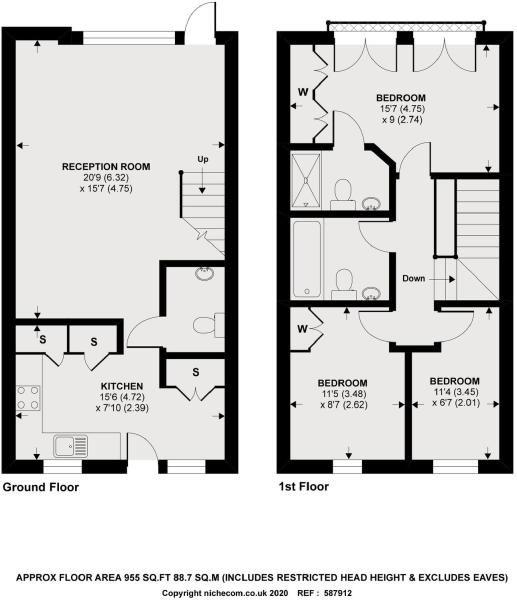 Up
RECEPTION ROOM
20'9 (6.32)
x 15'7 (4.75)
S
S
S
KITCHEN
15'6 (4.72)
x 7'10 (2.39)
Ground Floor
W
BEDROOM
15'7 (4.75)
x 9 (2.74)
Down
W
BEDROOM
11'5 (3.48)
x 8'7 (2.62)
BEDROOM
11'4 (3.45)
x 6'7 (2.01)
1st Floor
APPROX FLOOR AREA 955 SQ.FT 88.7 SQ.M (INCLUDES RESTRICTED HEAD HEIGHT & EXCLUDES EAVES)
Copyright nichecom.co.uk 2020 REF : 587912